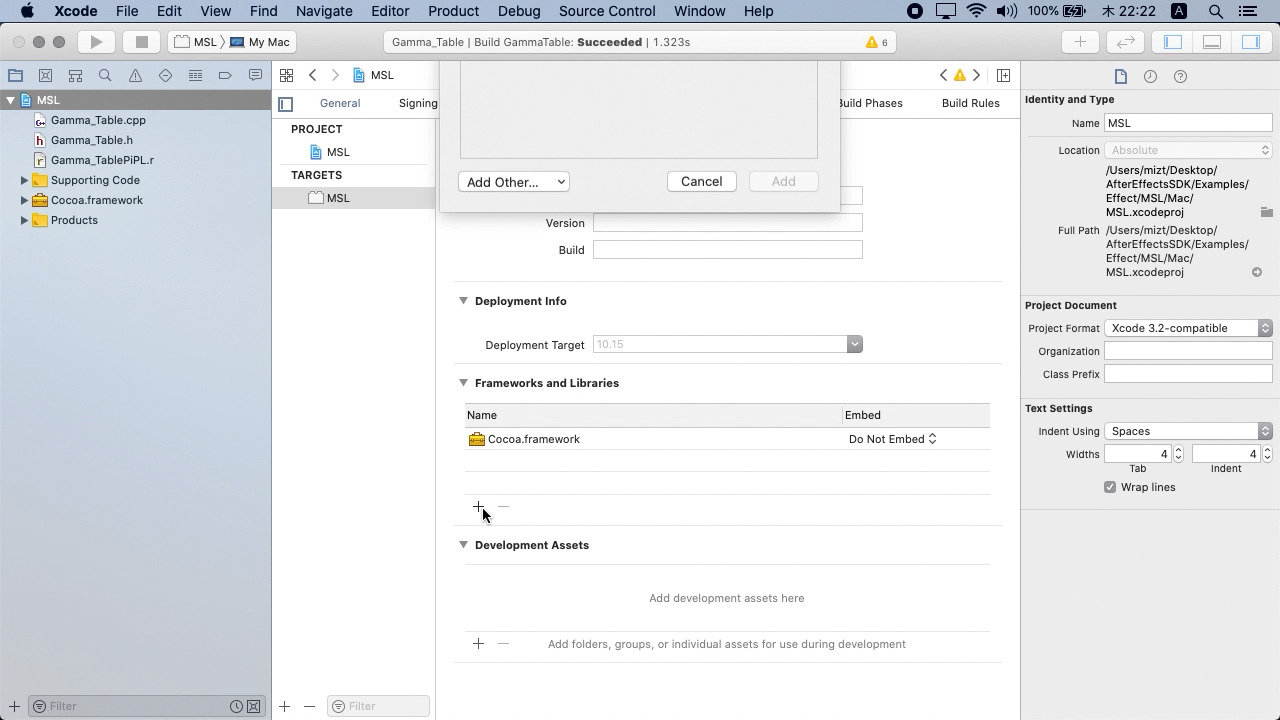 Xcode File Edit View Find Navigate Editor Product Debug Source Control Window Help 100% 木 22:22 A
MSL My Mac Gamma_Table | Build GammaTable: Succeeded | 1.323s 6
MSL
General Signing Build Phases Build Rules
MSL
Gamma_Table.cpp
Gamma_Table.h
Gamma_TablePiPL.r
Supporting Code
Cocoa.framework
Products
Filter
PROJECT
MSL
TARGETS
MSL
Filter
Add Other... Cancel Add
Version
Build
Deployment Info
Deployment Target 10.15
Frameworks and Libraries
Name Embed
Cocoa.framework Do Not Embed
Development Assets
Add development assets here
Add folders, groups, or individual assets for use during development
Identity and Type
Name MSL
Location Absolute
/Users/mizt/Desktop/
AfterEffectsSDK/Examples/
Effect/MSL/Mac/
MSL.xcodeproj
Full Path /Users/mizt/Desktop/
AfterEffectsSDK/Examples/
Effect/MSL/Mac/
MSL.xcodeproj
Project Document
Project Format Xcode 3.2-compatible
Organization
Class Prefix
Text Settings
Indent Using Spaces
Widths 4 4
Tab Indent
Wrap lines